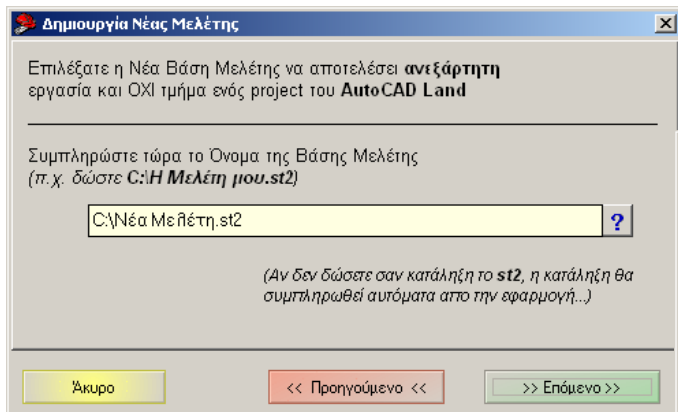 Δημιουργία Νέας Μελέτης
Επιλέξατε η Νέα Βάση Μελέτης να αποτελέσει ανεξάρτητη
εργασία και ΟΧΙ τμήμα ενός project του AutoCAD Land
Συμπληρώστε τώρα το Όνομα της Βάσης Μελέτης
(π.χ. δώστε C:\Η Μελέτη μου.st2)
C:\Νέα Μελέτη.st2 ?
(Αν δεν δώσετε σαν κατάληξη το st2, η κατάληξη θα
συμπληρωθεί αυτόματα απο την εφαρμογή...)
Άκυρο << Προηγούμενο << >> Επόμενο >>